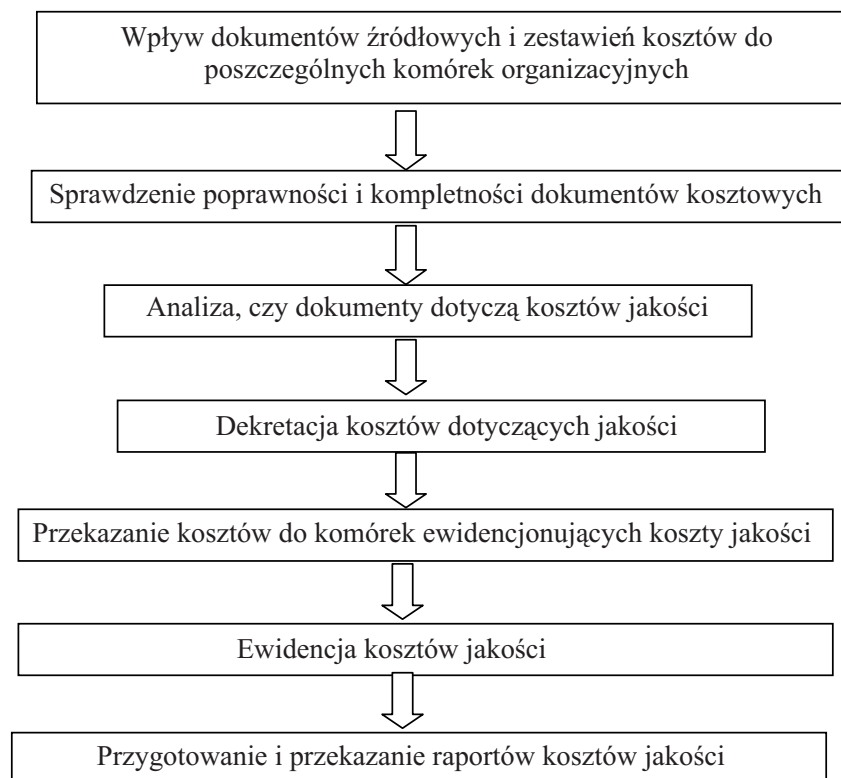 Wpływ dokumentów źródłowych i zestawień kosztów do
poszczególnych komórek organizacyjnych
Sprawdzenie poprawności i kompletności dokumentów kosztowych
Analiza, czy dokumenty dotyczą kosztów jakości
Dekretacja kosztów dotyczących jakości
Przekazanie kosztów do komórek ewidencjonujących koszty jakości
Ewidencja kosztów jakości
Przygotowanie i przekazanie raportów kosztów jakości